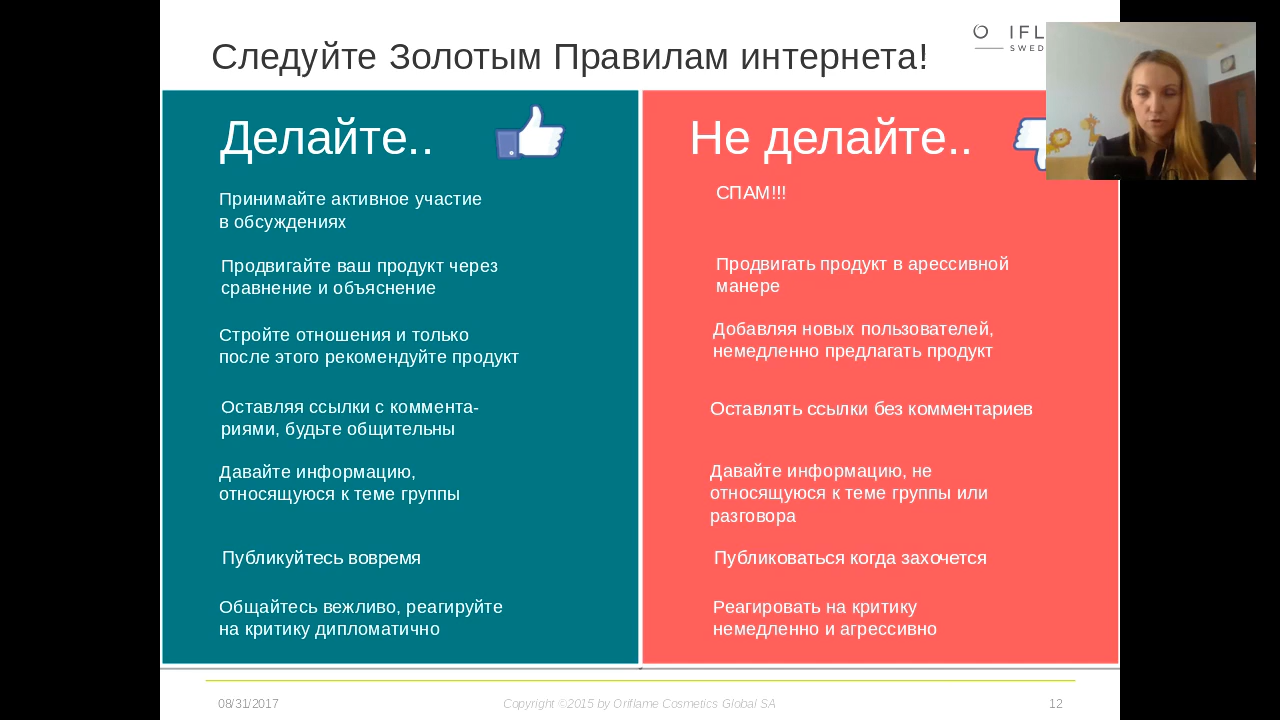 Следуйте Золотым Правилам интернета!
IFL
SWED
Делайте..
Принимайте активное участие
в обсуждениях
Продвигайте ваш продукт через
сравнение и объяснение
Стройте отношения и только
после этого рекомендуйте продукт
Оставляя ссылки с коммента-
риями, будьте общительны
Давайте информацию,
относящуюся к теме группы
Публикуйтесь вовремя
Общайтесь вежливо, реагируйте
на критику дипломатично
Не делайте..
СПАМ!!!
Продвигать продукт в арессивной
манере
Добавляя новых пользователей,
немедленно предлагать продукт
Оставлять ссылки без комментариев
Давайте информацию, не
относящуюся к теме группы или
разговора
Публиковаться когда захочется
Реагировать на критику
немедленно и агрессивно
08/31/2017
Copyright ©2015 by Oriflame Cosmetics Global SA
12